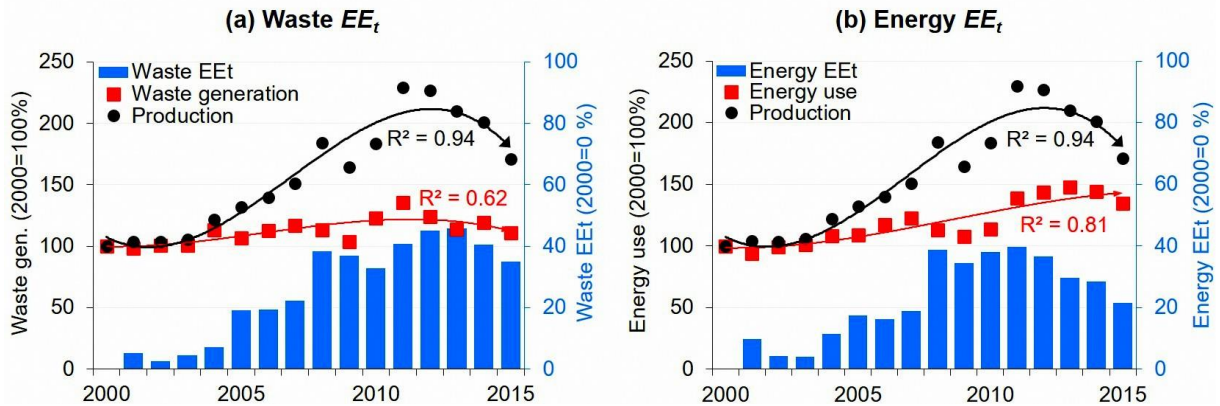 (a) Waste EEt
250
200
150
100
50
0
Waste gen. (2000=100%)
Waste EEt
Waste generation
Production
R² = 0.94
R² = 0.62
100
80
60
40
20
0
Waste EEt (2000=0 %)
2000 2005 2010 2015
(b) Energy EEt
250
200
150
100
50
0
Energy use (2000=100%)
Energy EEt
Energy use
Production
R² = 0.94
R² = 0.81
100
80
60
40
20
0
Energy EEt (2000=0 %)
2000 2005 2010 2015